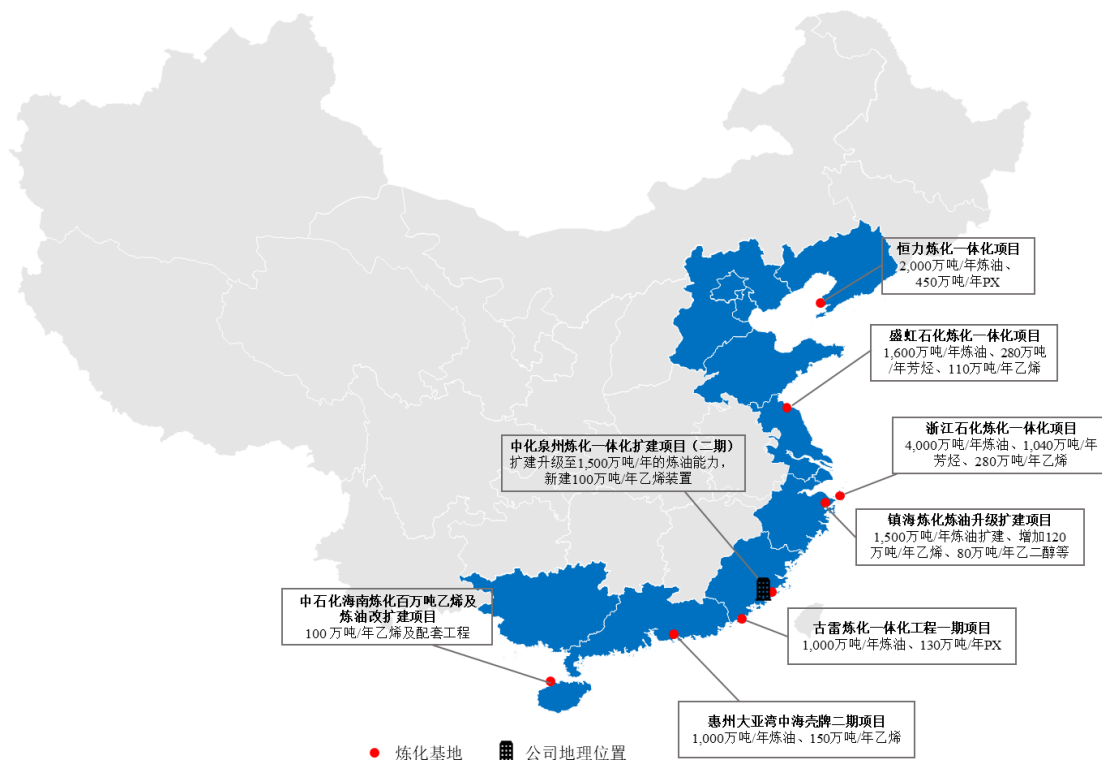 恒力炼化一体化项目
2,000万吨/年炼油、
450万吨/年PX
盛虹石化炼化一体化项目
1,600万吨/年炼油、280万吨
/年芳烃、110万吨/年乙烯
浙江石化炼化一体化项目
4,000万吨/年炼油、1,040万吨/年
芳烃、280万吨/年乙烯
中化泉州炼化一体化扩建项目（二期）
扩建升级至1,500万吨/年的炼油能力，
新建100万吨/年乙烯装置
镇海炼化炼油升级扩建项目
1,500万吨/年炼油扩建、增加120
万吨/年乙烯、80万吨/年乙二醇等
中石化海南炼化百万吨乙烯及
炼油改扩建项目
100万吨/年乙烯及配套工程
古雷炼化一体化工程一期项目
1,000万吨/年炼油、130万吨/年PX
惠州大亚湾中海壳牌二期项目
1,000万吨/年炼油、150万吨/年乙烯
炼化基地
公司地理位置